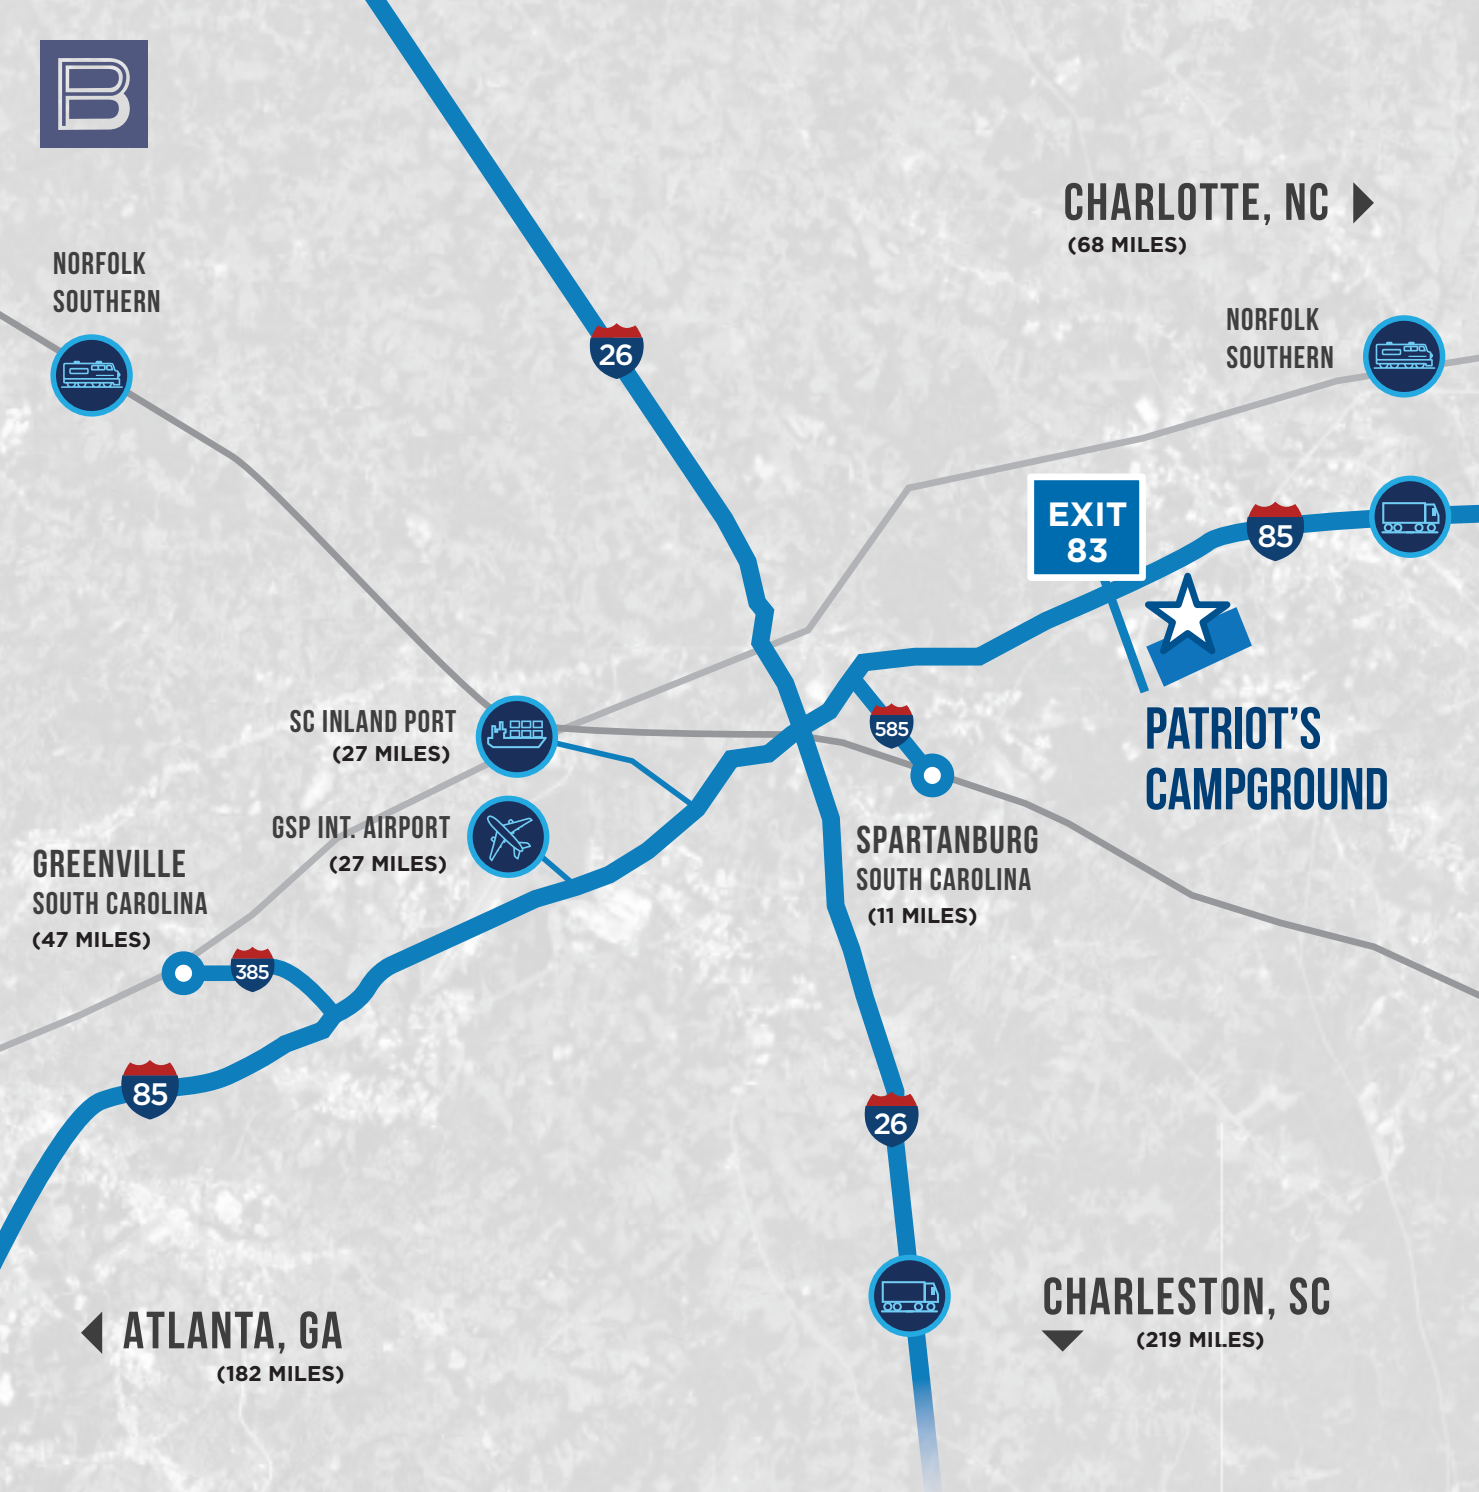 B
CHARLOTTE, NC
(68 MILES)
NORFOLK
SOUTHERN
NORFOLK
SOUTHERN
26
EXIT
83
85
SC INLAND PORT
(27 MILES)
585
PATRIOT'S
CAMPGROUND
GSP INT. AIRPORT
(27 MILES)
SPARTANBURG
SOUTH CAROLINA
(11 MILES)
GREENVILLE
SOUTH CAROLINA
(47 MILES)
385
85
26
CHARLESTON, SC
(219 MILES)
ATLANTA, GA
(182 MILES)